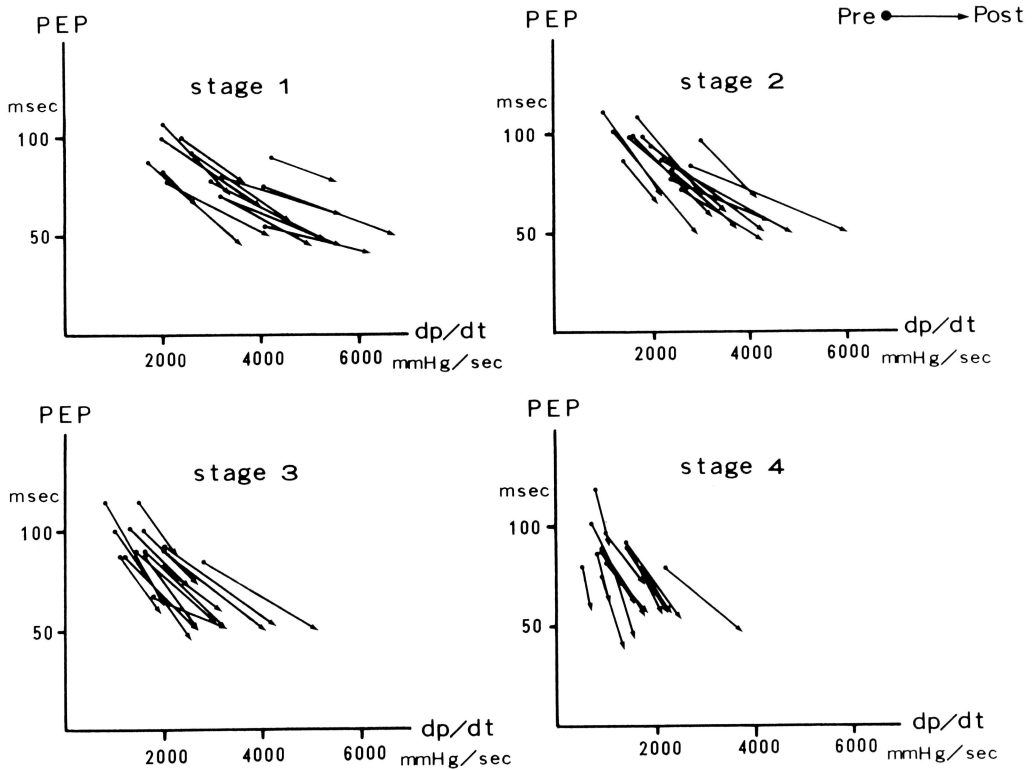 PEP
msec
stage 1
100
50
2000 4000 6000
dp/dt
mmHg/sec
Pre Post
PEP
msec
stage 2
100
50
2000 4000 6000
dp/dt
mmHg/sec
PEP
msec
stage 3
100
50
2000 4000 6000
dp/dt
mmHg/sec
PEP
msec
stage 4
100
50
2000 4000 6000
dp/dt
mmHg/sec